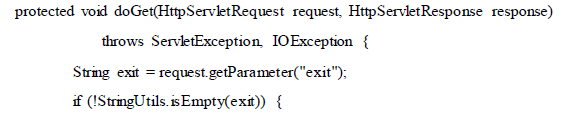 protected void doGet(HttpServletRequest request, HttpServletResponse response)
throws ServletException, IOException {
String exit = request.getParameter("exit");
if (!StringUtils.isEmpty(exit)) {